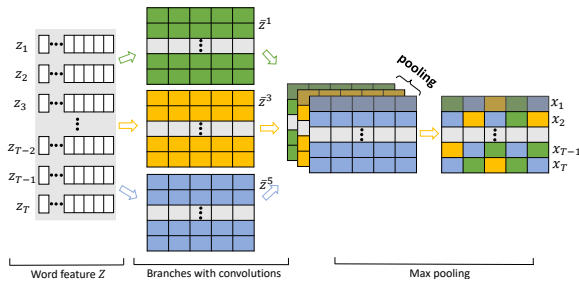 z_1
z_2
z_3
z_{T-2}
z_{T-1}
z_T
z̄^1
z̄^3
z̄^5
pooling
x_1
x_2
x_{T-1}
x_T
Word feature Z
Branches with convolutions
Max pooling